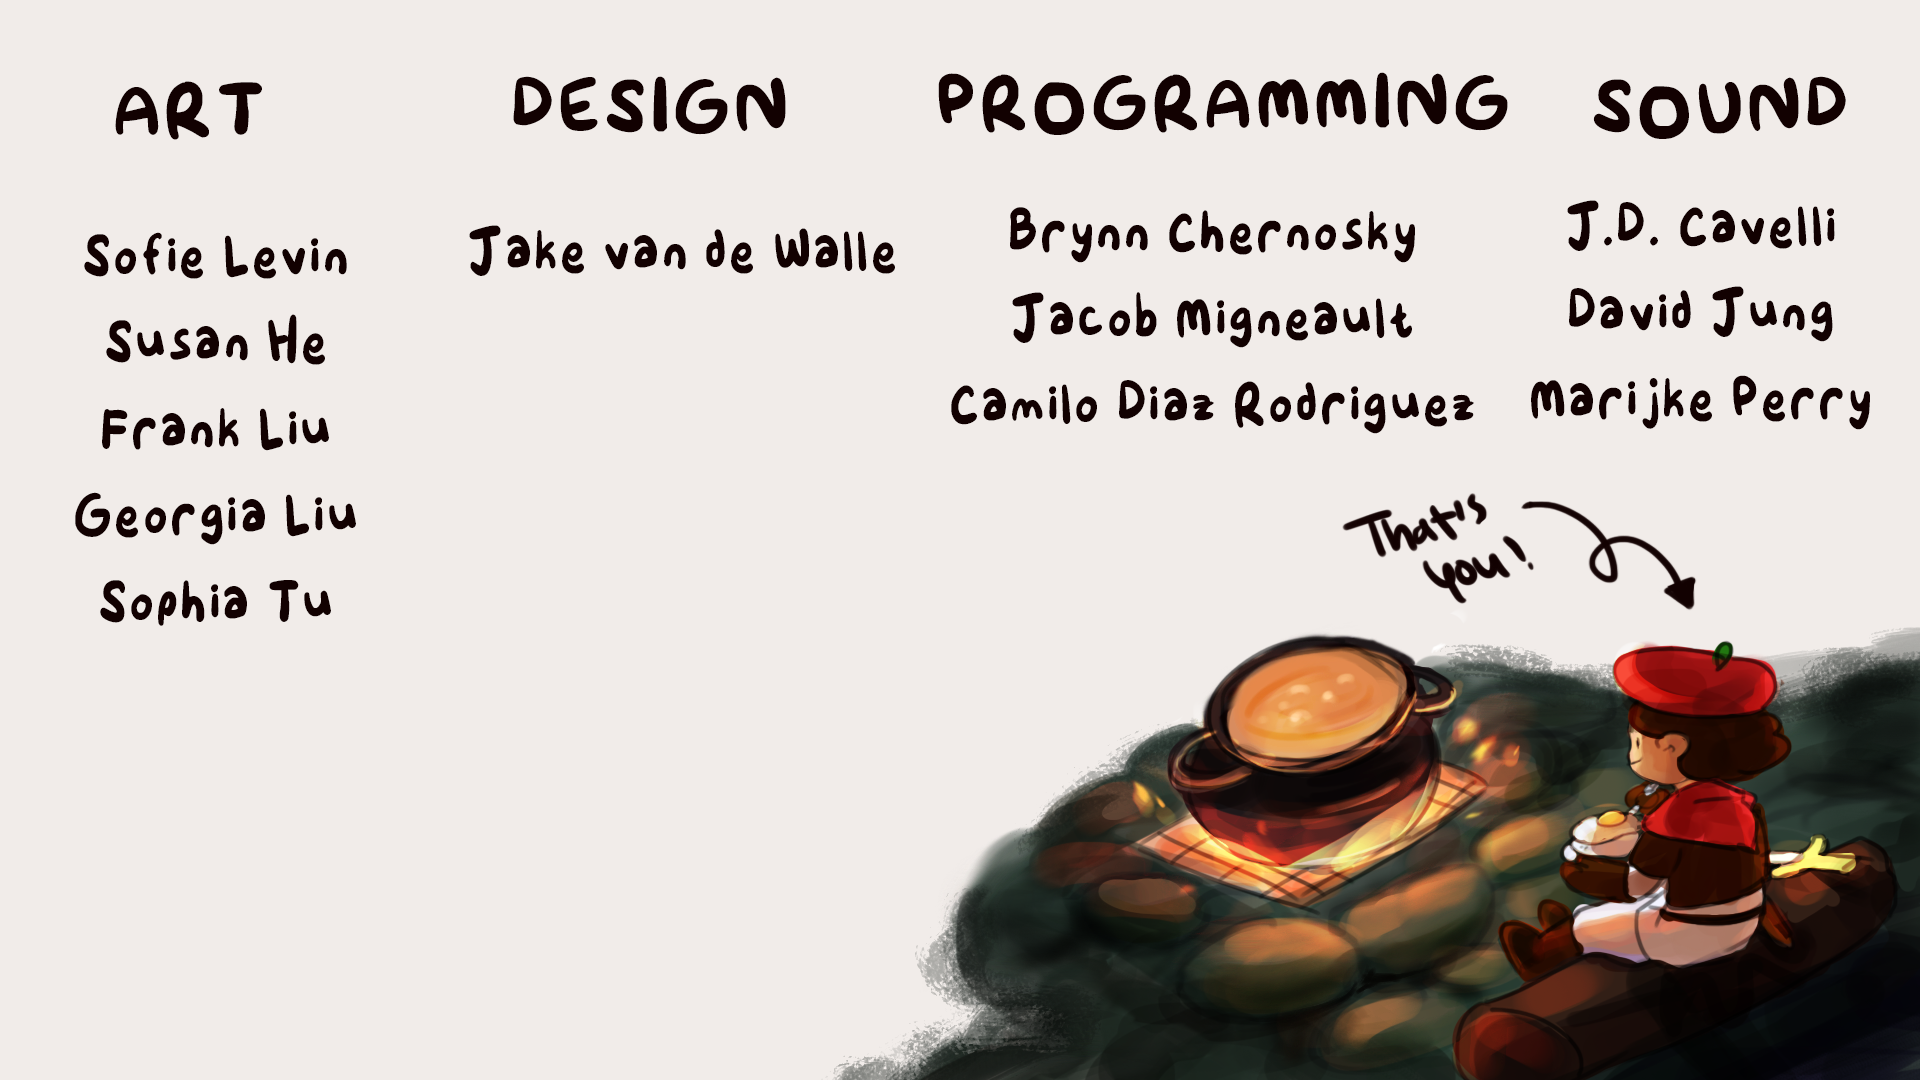 ART
Sofie Levin
Susan He
Frank Liu
Georgia Liu
Sophia Tu
DESIGN
Jake van de Walle
PROGRAMMING
Brynn Chernosky
Jacob Migneault
Camilo Diaz Rodriguez
SOUND
J.D. Cavelli
David Jung
Marijke Perry
That's
you!